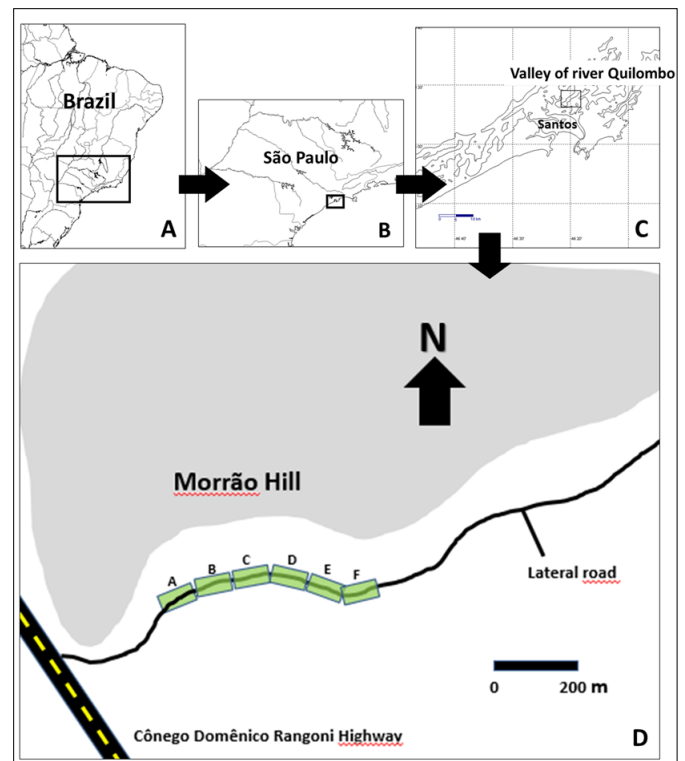 Brazil
A
São Paulo
B
Valley of river Quilombo
Santos
C
N
Morrão Hill
A B C D E F
Lateral road
0 200 m
Cônego Domênico Rangoni Highway
D